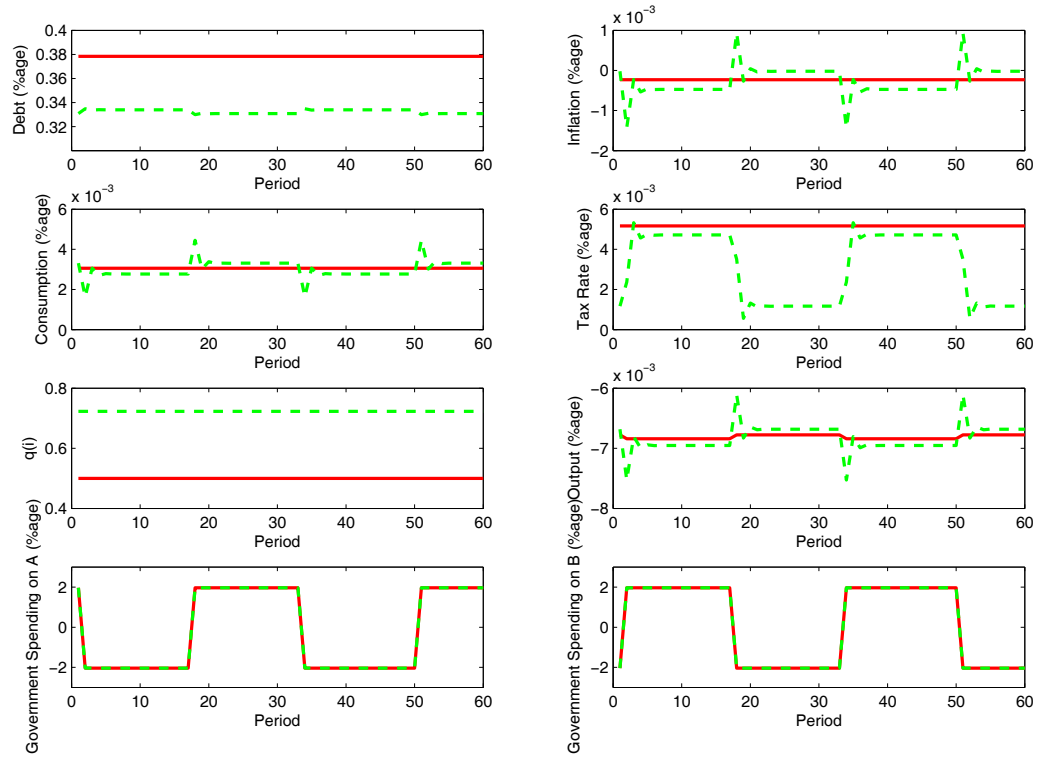 0.4
0.38
0.36
0.34
0.32
Debt (%age)
0 10 20 30 40 50 60
Period
x 10⁻³
1
0
−1
−2
Inflation (%age)
0 10 20 30 40 50 60
Period
x 10⁻³
6
4
2
0
Consumption (%age)
0 10 20 30 40 50 60
Period
x 10⁻³
6
4
2
0
Tax Rate (%age)
0 10 20 30 40 50 60
Period
0.8
0.6
0.4
q(i)
0 10 20 30 40 50 60
Period
x 10⁻³
−6
−7
−8
Output (%age)
0 10 20 30 40 50 60
Period
2
0
−2
Government Spending on A (%age)
0 10 20 30 40 50 60
Period
2
0
−2
Government Spending on B (%age)
0 10 20 30 40 50 60
Period